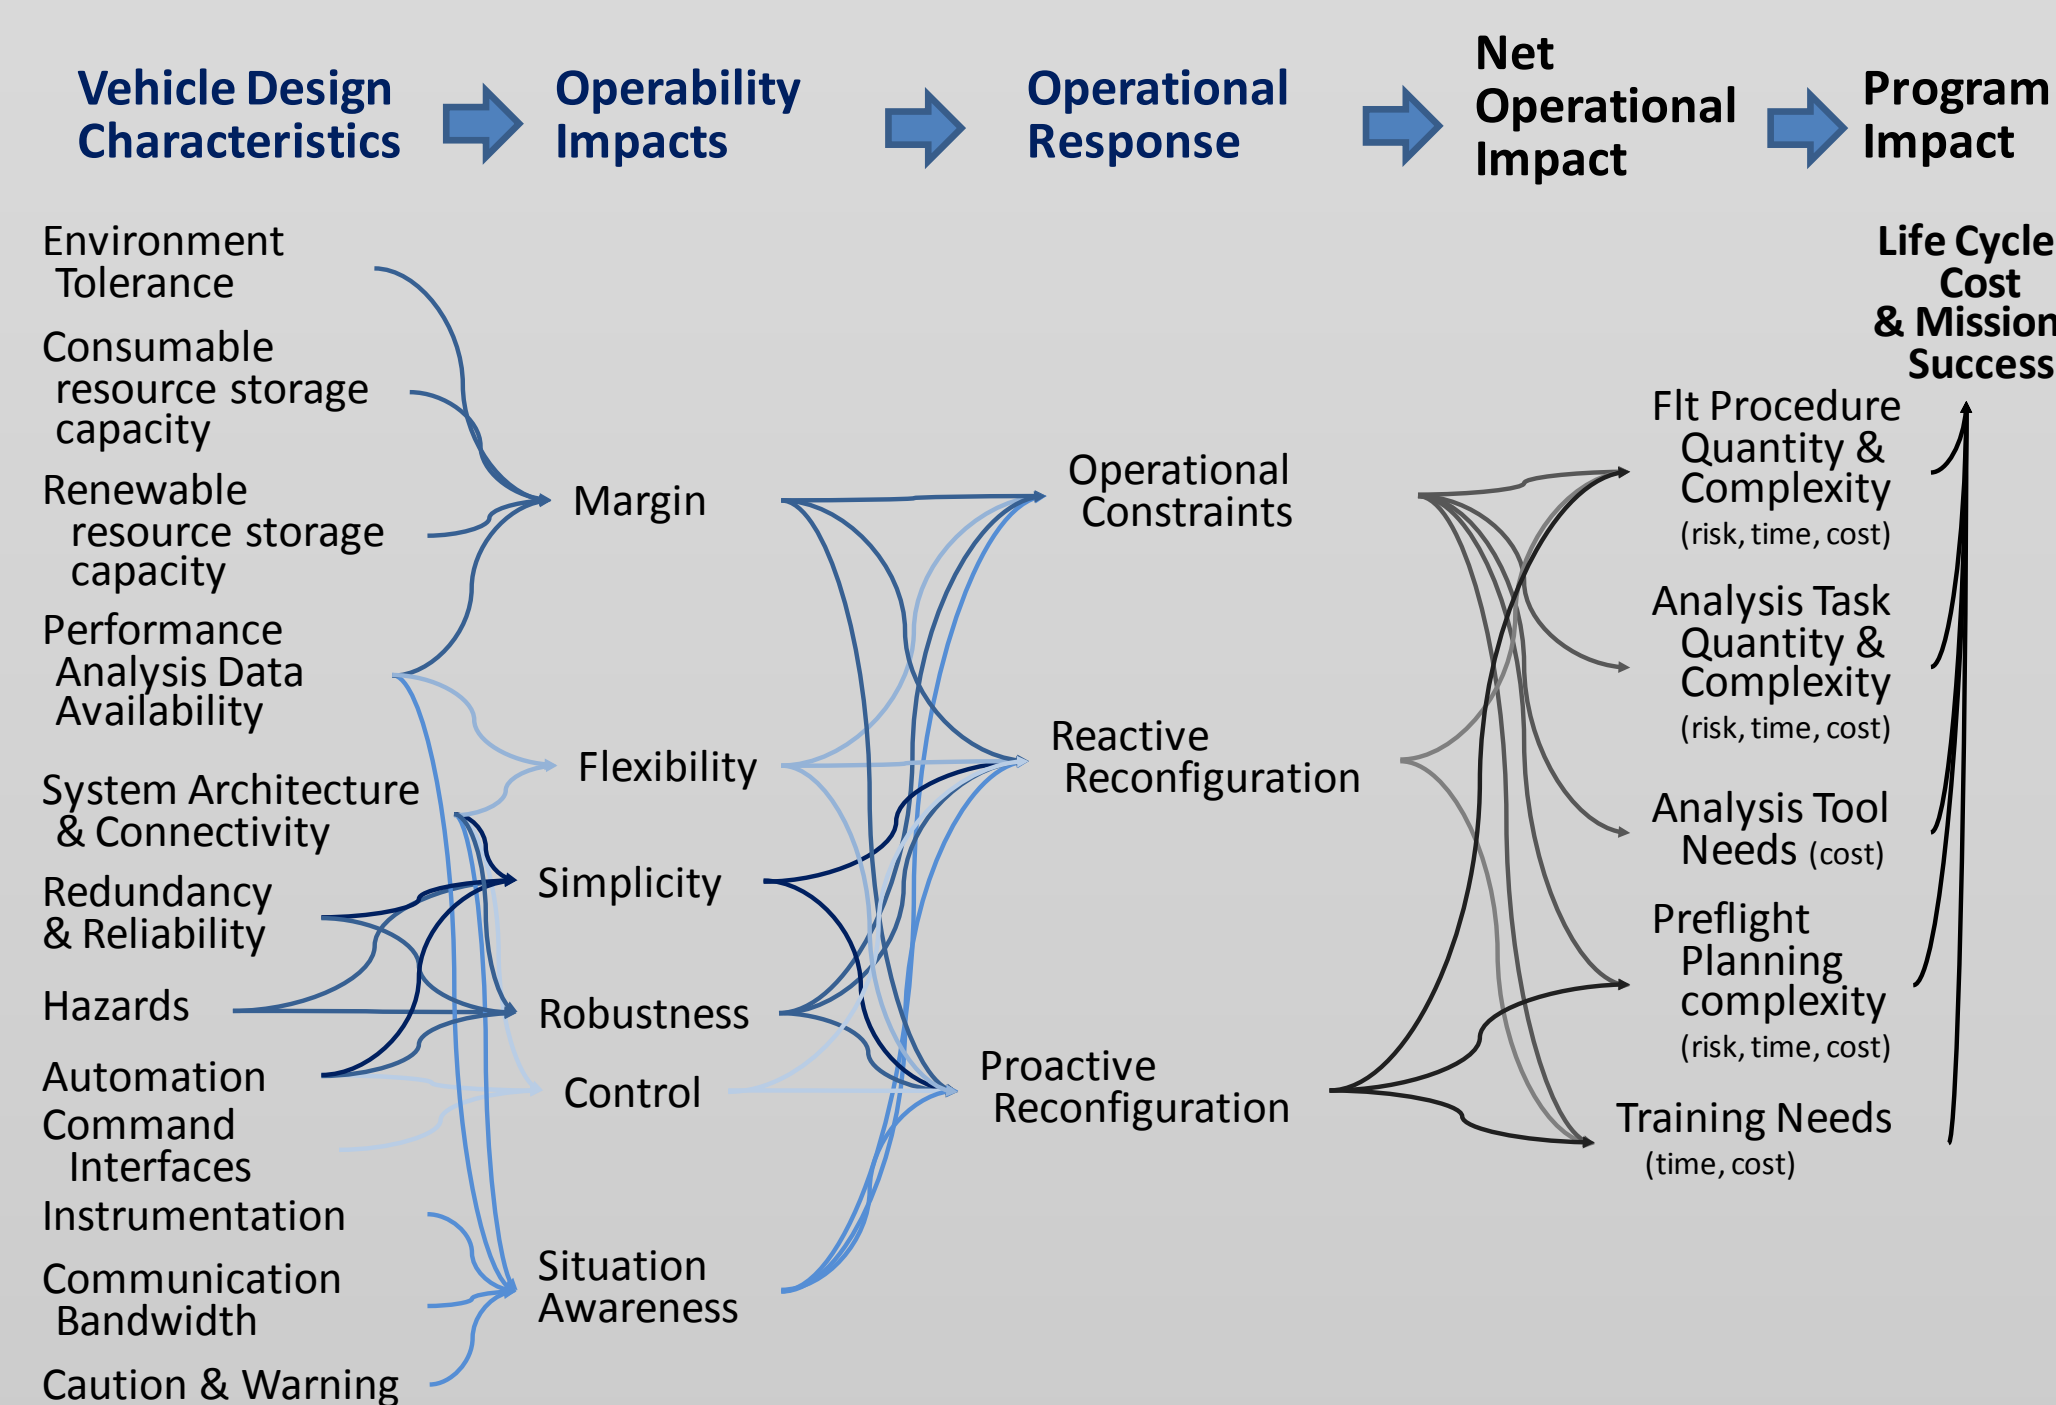 Vehicle Design
Characteristics
Operability
Impacts
Operational
Response
Net
Operational
Impact
Program
Impact
Environment
Tolerance
Consumable
resource storage
capacity
Renewable
resource storage
capacity
Performance
Analysis Data
Availability
System Architecture
& Connectivity
Redundancy
& Reliability
Hazards
Automation
Command
Interfaces
Instrumentation
Communication
Bandwidth
Caution & Warning
Margin
Flexibility
Simplicity
Robustness
Control
Situation
Awareness
Operational
Constraints
Reactive
Reconfiguration
Proactive
Reconfiguration
Flt Procedure
Quantity &
Complexity
(risk, time, cost)
Analysis Task
Quantity &
Complexity
(risk, time, cost)
Analysis Tool
Needs (cost)
Preflight
Planning
complexity
(risk, time, cost)
Training Needs
(time, cost)
Life Cycle
Cost
& Mission
Success